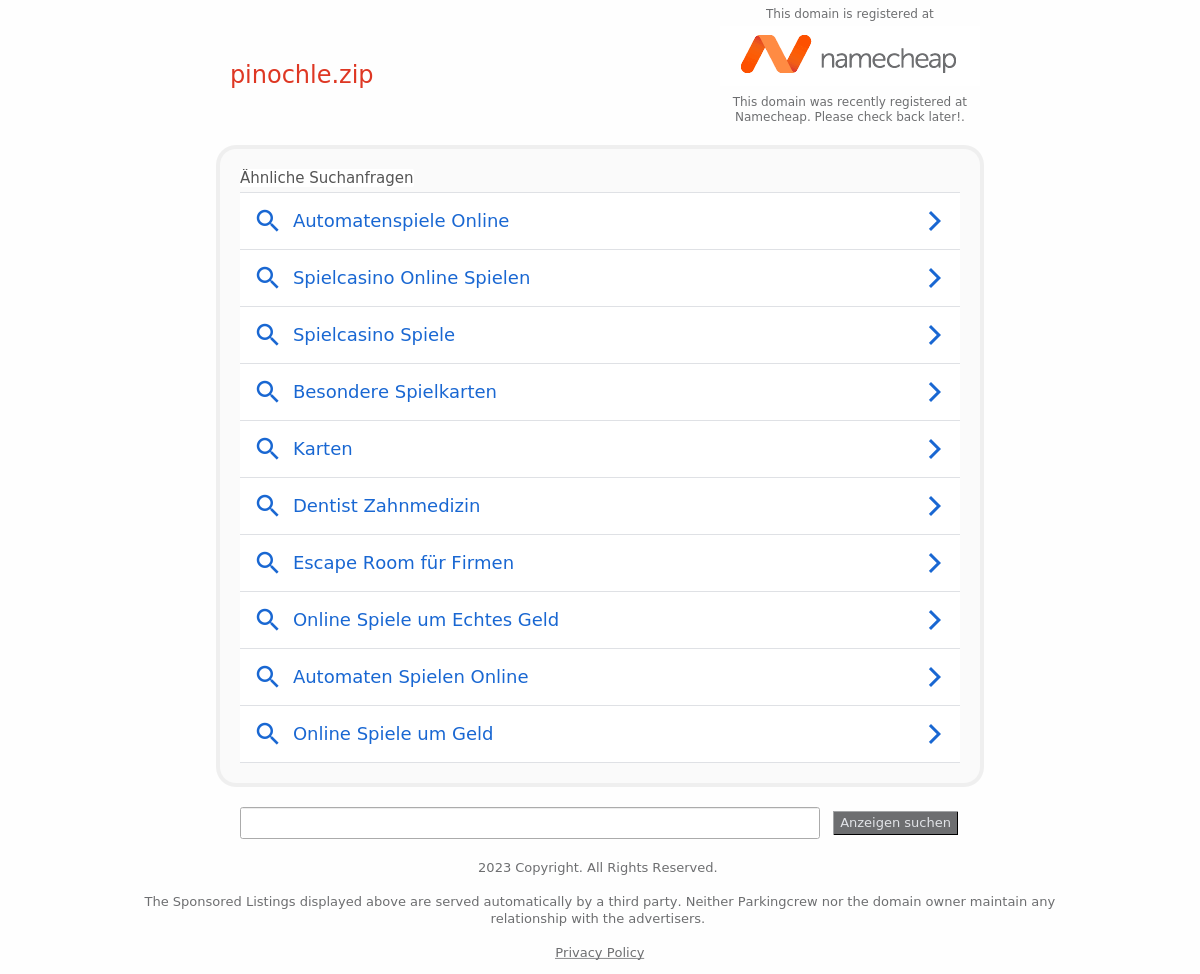 This domain is registered at
namecheap
pinochle.zip
This domain was recently registered at
Namecheap. Please check back later!.
Ähnliche Suchanfragen
Automatenspiele Online
Spielcasino Online Spielen
Spielcasino Spiele
Besondere Spielkarten
Karten
Dentist Zahnmedizin
Escape Room für Firmen
Online Spiele um Echtes Geld
Automaten Spielen Online
Online Spiele um Geld
Anzeigen suchen
2023 Copyright. All Rights Reserved.
The Sponsored Listings displayed above are served automatically by a third party. Neither Parkingcrew nor the domain owner maintain any
relationship with the advertisers.
Privacy Policy